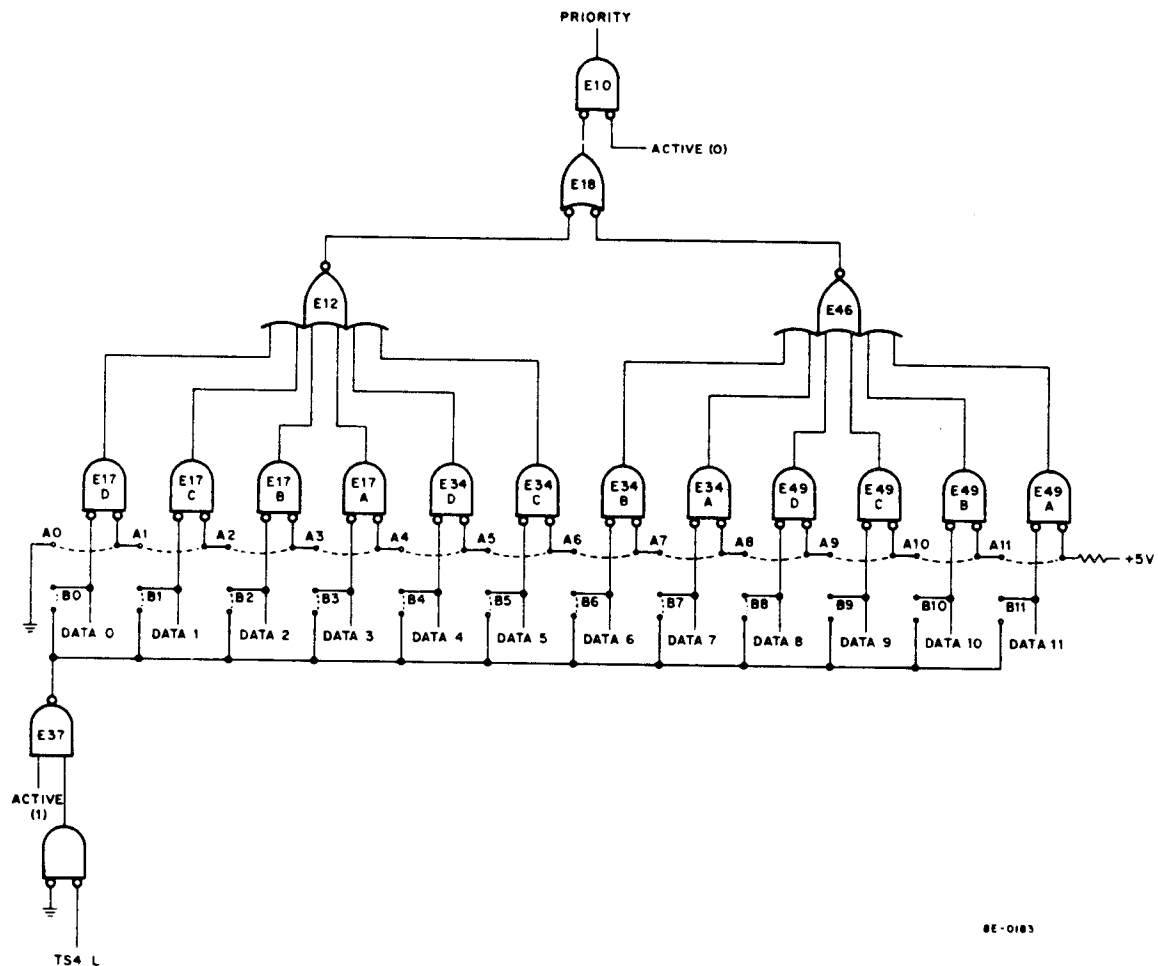 PRIORITY
E10
ACTIVE (0)
E18
E12
E46
E17 D
E17 C
E17 B
E17 A
E34 D
E34 C
E34 B
E34 A
E49 D
E49 C
E49 B
E49 A
A0
A1
A2
A3
A4
A5
A6
A7
A8
A9
A10
A11
+5V
B0
B1
B2
B3
B4
B5
B6
B7
B8
B9
B10
B11
DATA 0
DATA 1
DATA 2
DATA 3
DATA 4
DATA 5
DATA 6
DATA 7
DATA 8
DATA 9
DATA 10
DATA 11
E37
ACTIVE
(1)
TS4 L
8E-0183